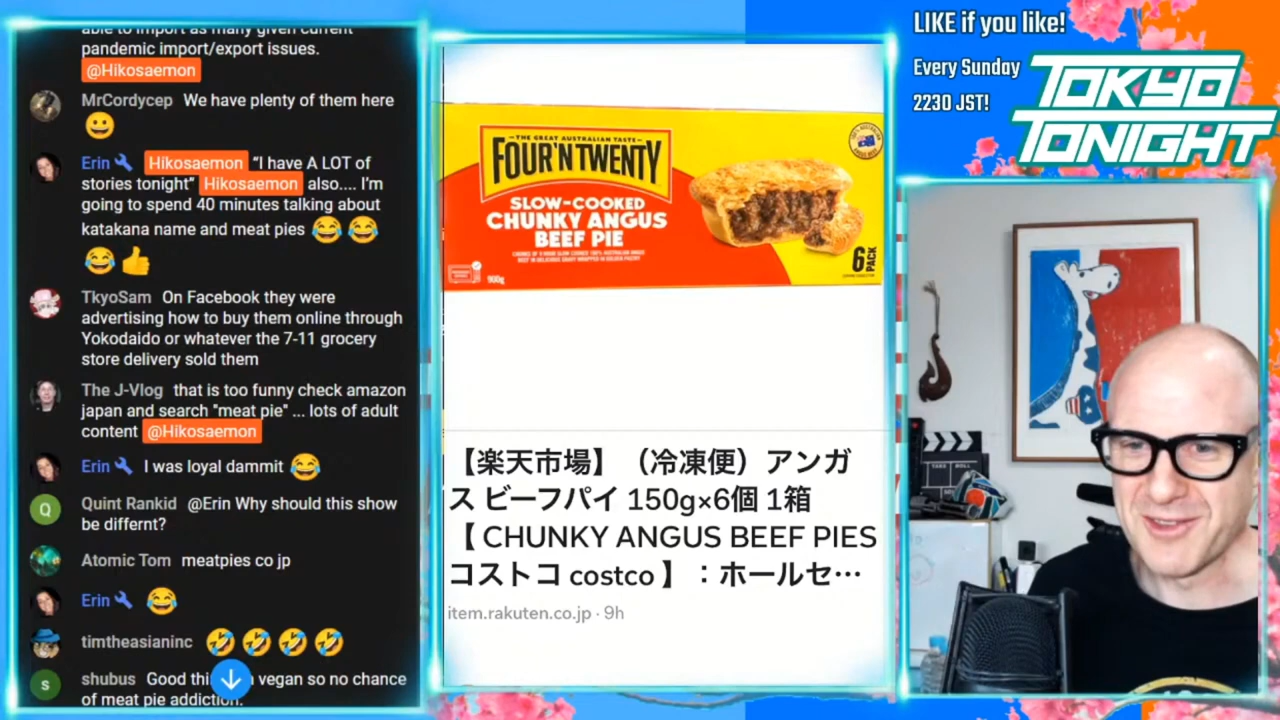 able to import as many given current
pandemic import/export issues.
@Hikosaemon
MrCordycep We have plenty of them here
Erin Hikosaemon “I have A LOT of
stories tonight” Hikosaemon also.... I’m
going to spend 40 minutes talking about
katakana name and meat pies
TkyoSam On Facebook they were
advertising how to buy them online through
Yokodaido or whatever the 7-11 grocery
store delivery sold them
The J-Vlog that is too funny check amazon
japan and search "meat pie" ... lots of adult
content @Hikosaemon
Erin I was loyal dammit
Q
Quint Rankid @Erin Why should this show
be differnt?
Atomic Tom meatpies co jp
Erin
timtheasianinc
s
shubus Good vegan so no chance
of meat pie addiction.
THE GREAT AUSTRALIAN TASTE
FOUR'N TWENTY
SLOW-COOKED
CHUNKY ANGUS
BEEF PIE
6 PACK
900g
【楽天市場】（冷凍便）アンガ
ス ビーフパイ 150g×6個 1箱
【 CHUNKY ANGUS BEEF PIES
コストコ costco 】：ホールセ…
item.rakuten.co.jp · 9h
LIKE if you like!
Every Sunday
2230 JST!
TOKYO
TONIGHT